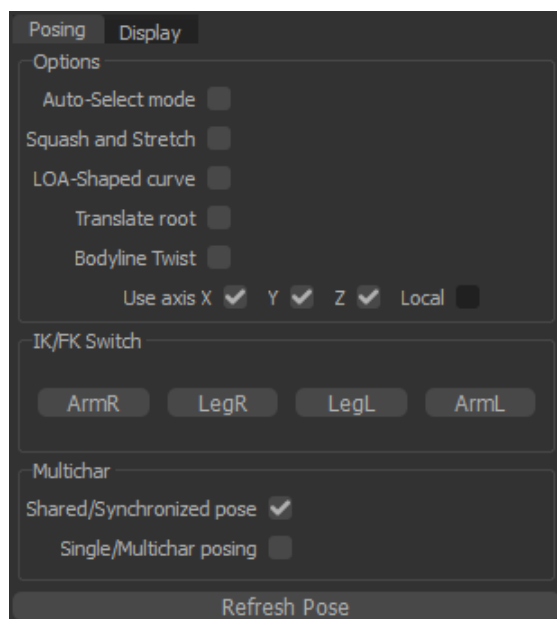 Posing Display
Options
Auto-Select mode
Squash and Stretch
LOA-Shaped curve
Translate root
Bodyline Twist
Use axis X Y Z Local
IK/FK Switch
ArmR LegR LegL ArmL
Multichar
Shared/Synchronized pose
Single/Multichar posing
Refresh Pose